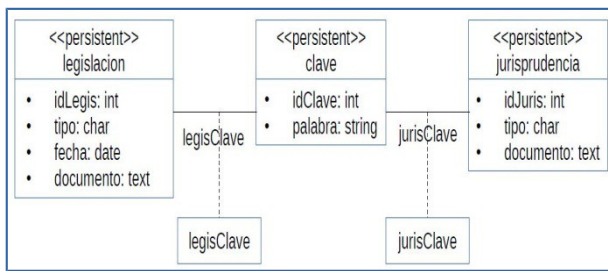 <<persistent>>
legislacion
• idLegis: int
• tipo: char
• fecha: date
• documento: text
legisClave
<<persistent>>
clave
• idClave: int
• palabra: string
jurisClave
<<persistent>>
jurisprudencia
• idJuris: int
• tipo: char
• documento: text
legisClave
jurisClave